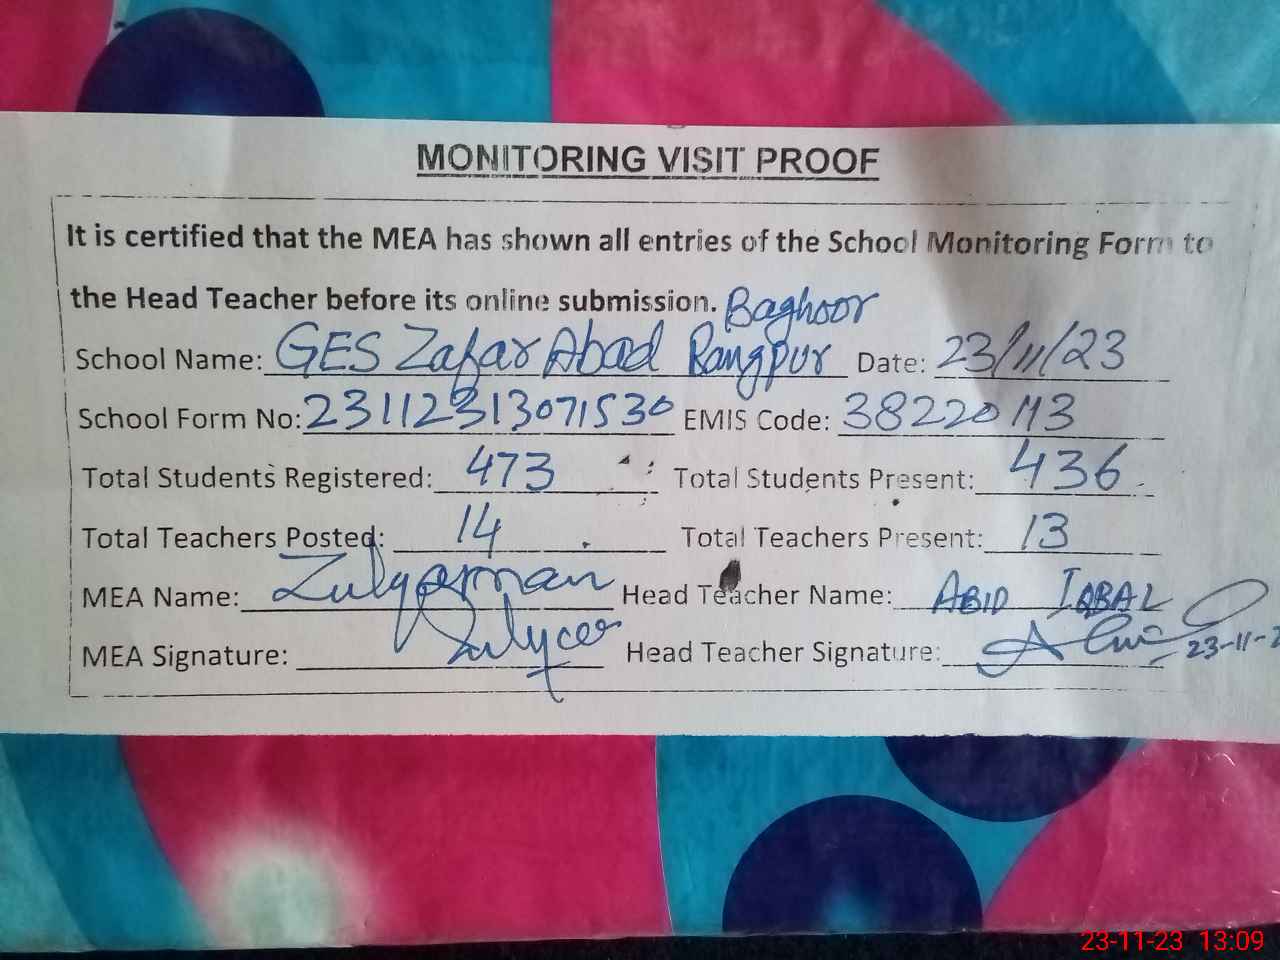 MONITORING VISIT PROOF
It is certified that the MEA has shown all entries of the School Monitoring Form to
the Head Teacher before its online submission. Baghoor
School Name: GES Zafar Abad Rangpur Date: 23/11/23
School Form No: 23112313071530 EMIS Code: 38220113
Total Students Registered: 473 Total Students Present: 436
Total Teachers Posted: 14 Total Teachers Present: 13
MEA Name: Head Teacher Name: ABID IQBAL
MEA Signature: Head Teacher Signature: 23-11-2
23-11-23 13:09